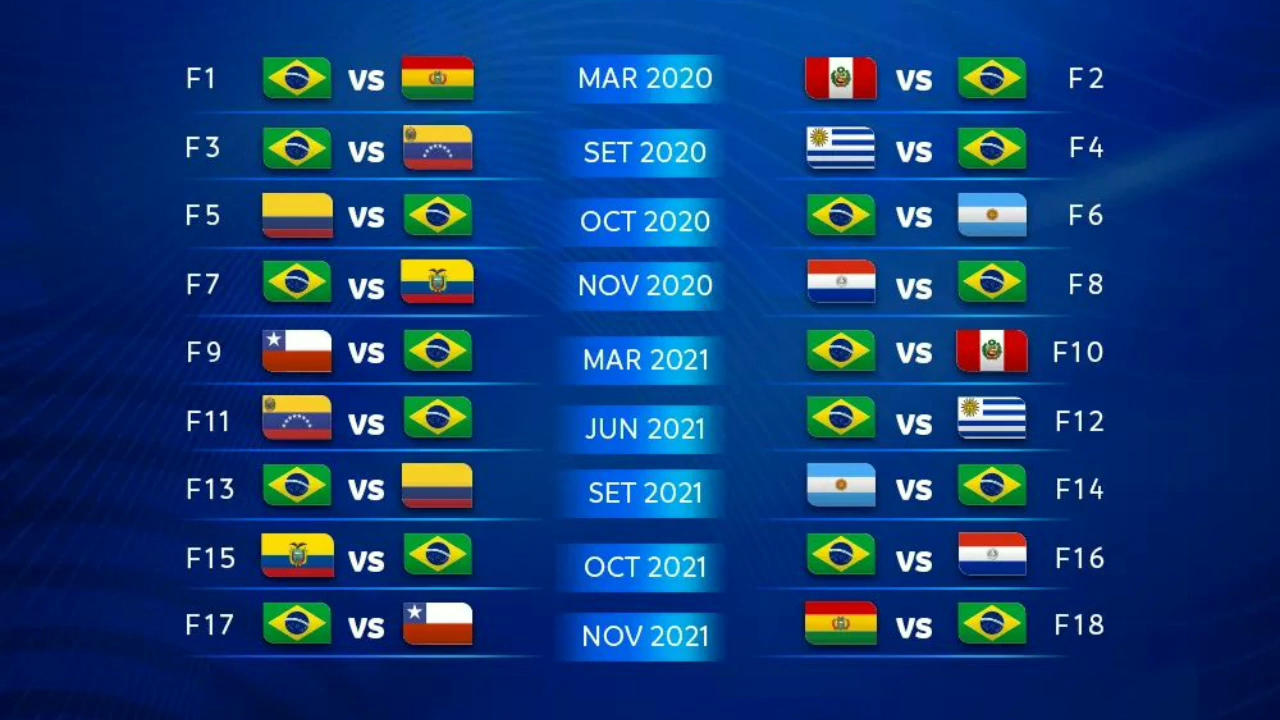 F1 VS MAR 2020 VS F2
F3 VS SET 2020 VS F4
F5 VS OCT 2020 VS F6
F7 VS NOV 2020 VS F8
F9 VS MAR 2021 VS F10
F11 VS JUN 2021 VS F12
F13 VS SET 2021 VS F14
F15 VS OCT 2021 VS F16
F17 VS NOV 2021 VS F18